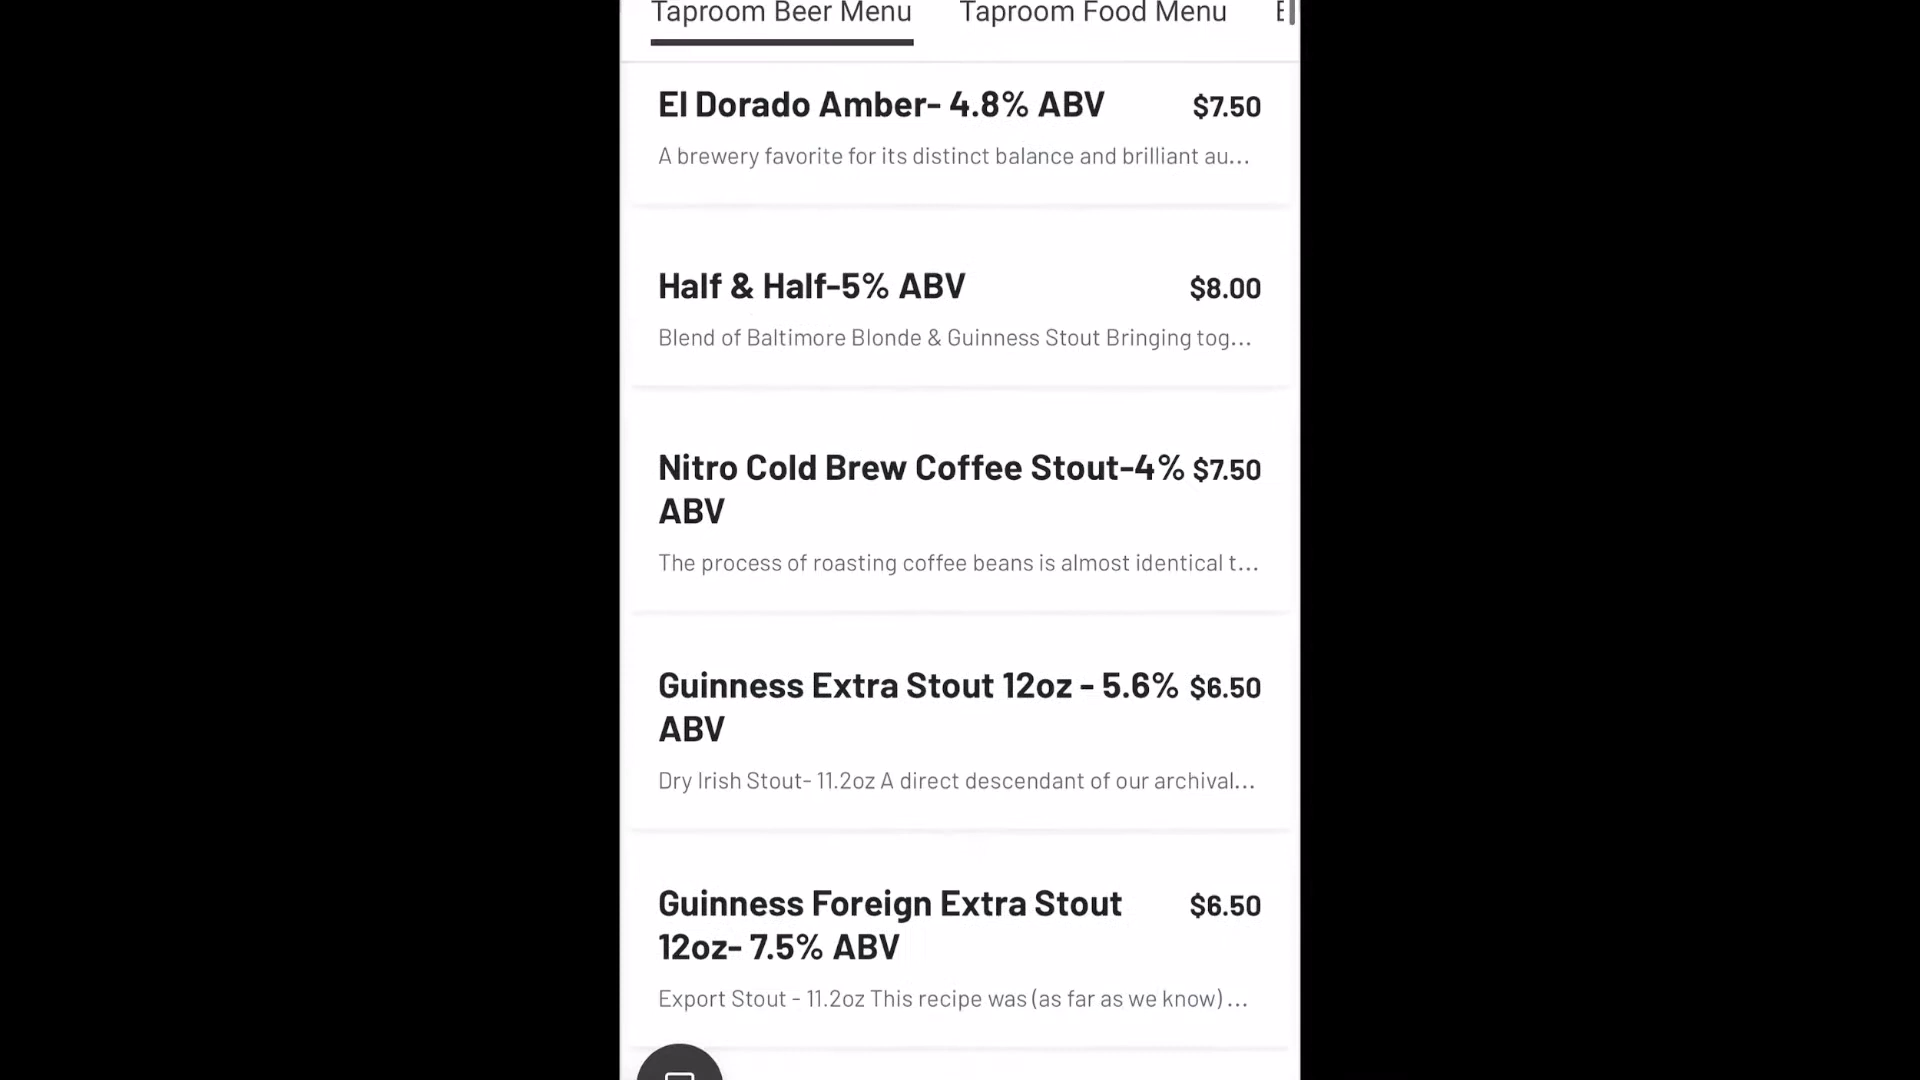 Taproom Beer Menu Taproom Food Menu
El Dorado Amber- 4.8% ABV $7.50
A brewery favorite for its distinct balance and brilliant au...
Half & Half-5% ABV $8.00
Blend of Baltimore Blonde & Guinness Stout Bringing tog...
Nitro Cold Brew Coffee Stout-4% $7.50
ABV
The process of roasting coffee beans is almost identical t...
Guinness Extra Stout 12oz - 5.6% $6.50
ABV
Dry Irish Stout- 11.2oz A direct descendant of our archival...
Guinness Foreign Extra Stout $6.50
12oz- 7.5% ABV
Export Stout - 11.2oz This recipe was (as far as we know) ...